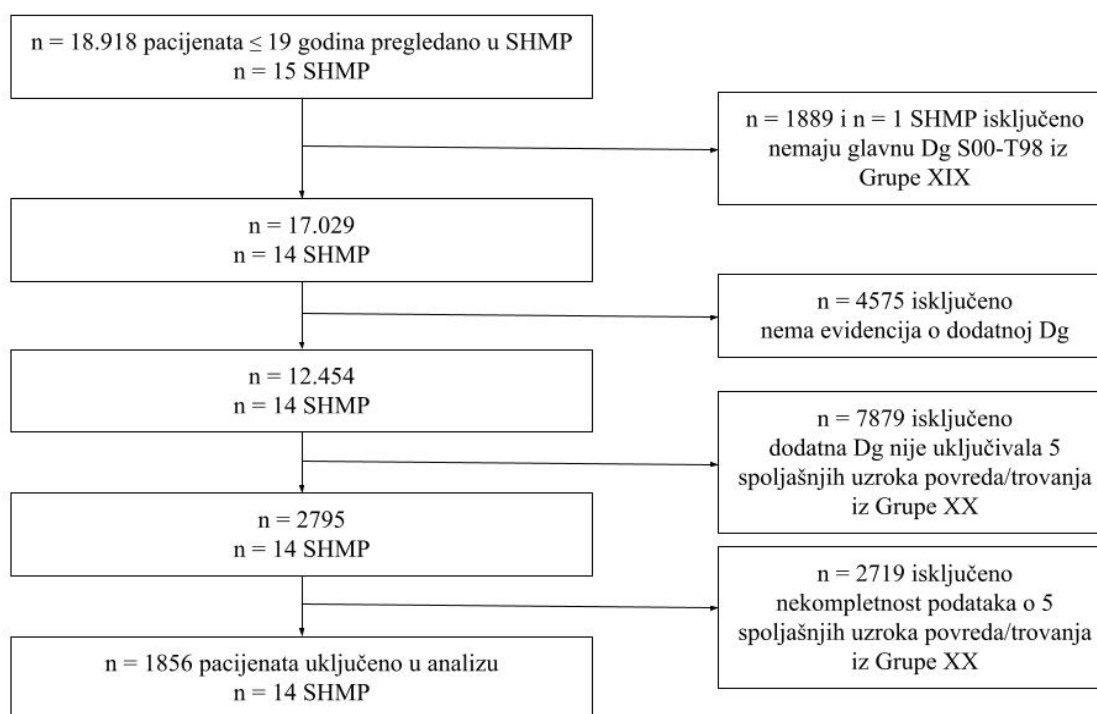 n = 18.918 pacijenata ≤ 19 godina pregledano u SHMP
n = 15 SHMP
n = 1889 i n = 1 SHMP isključeno
nemaju glavnu Dg S00-T98 iz
Grupe XIX
n = 17.029
n = 14 SHMP
n = 4575 isključeno
nema evidencija o dodatnoj Dg
n = 12.454
n = 14 SHMP
n = 7879 isključeno
dodatna Dg nije uključivala 5
spoljašnjih uzroka povreda/trovanja
iz Grupe XX
n = 2795
n = 14 SHMP
n = 2719 isključeno
nekompletnost podataka o 5
spoljašnjih uzroka povreda/trovanja
iz Grupe XX
n = 1856 pacijenata uključeno u analizu
n = 14 SHMP